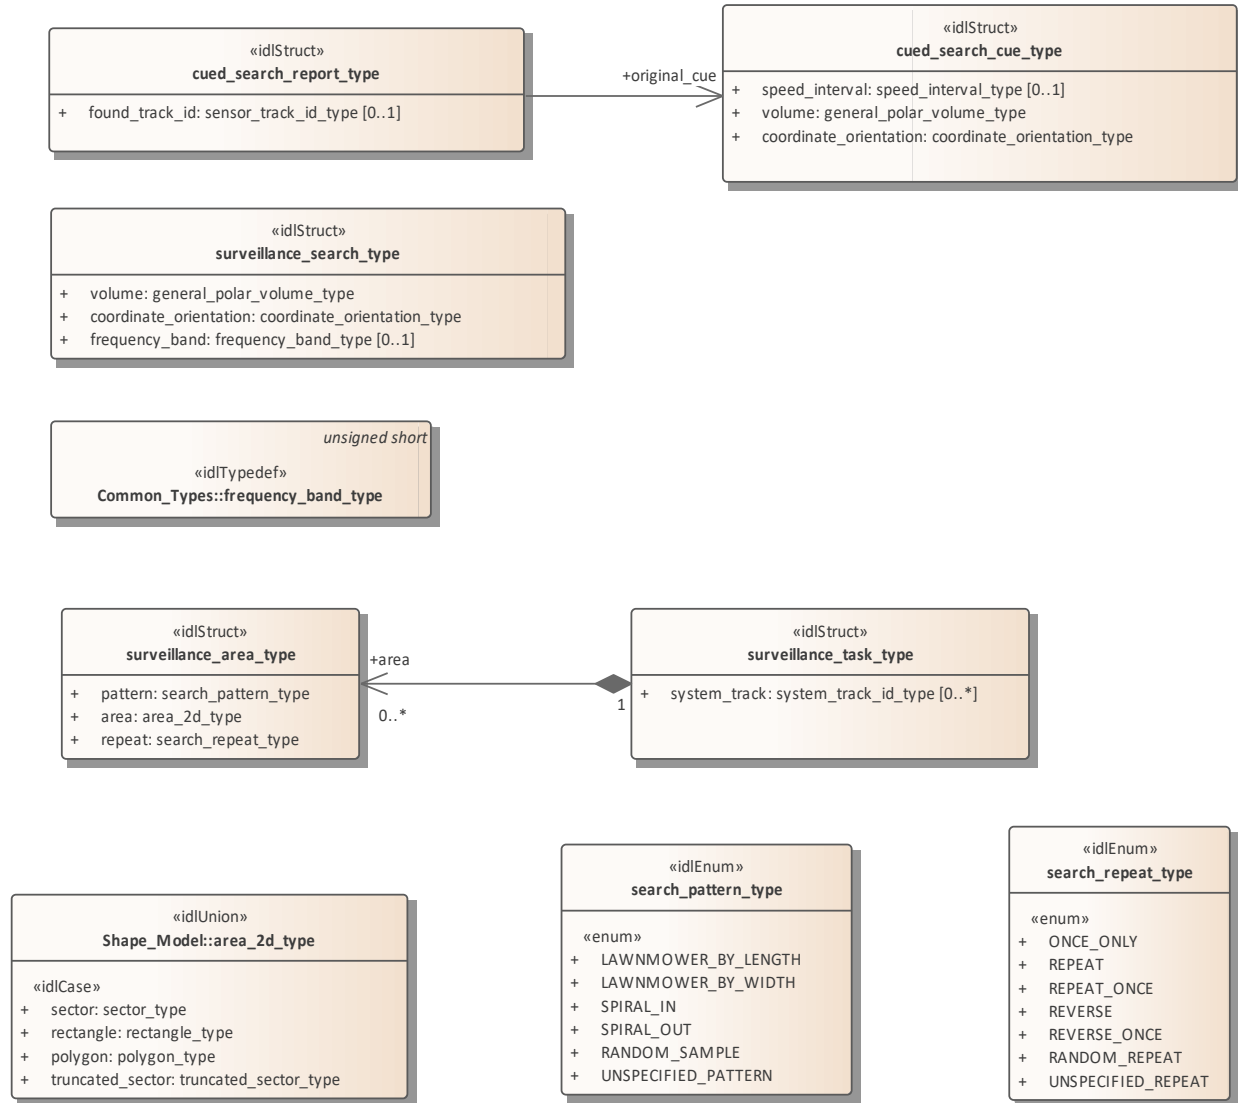 «idlStruct»
cued_search_report_type
+ found_track_id: sensor_track_id_type [0..1]
+original_cue
«idlStruct»
cued_search_cue_type
+ speed_interval: speed_interval_type [0..1]
+ volume: general_polar_volume_type
+ coordinate_orientation: coordinate_orientation_type
«idlStruct»
surveillance_search_type
+ volume: general_polar_volume_type
+ coordinate_orientation: coordinate_orientation_type
+ frequency_band: frequency_band_type [0..1]
unsigned short
«idlTypedef»
Common_Types::frequency_band_type
«idlStruct»
surveillance_area_type
+ pattern: search_pattern_type
+ area: area_2d_type
+ repeat: search_repeat_type
+area
0..*
1
«idlStruct»
surveillance_task_type
+ system_track: system_track_id_type [0..*]
«idlUnion»
Shape_Model::area_2d_type
«idlCase»
+ sector: sector_type
+ rectangle: rectangle_type
+ polygon: polygon_type
+ truncated_sector: truncated_sector_type
«idlEnum»
search_pattern_type
«enum»
+ LAWNMOWER_BY_LENGTH
+ LAWNMOWER_BY_WIDTH
+ SPIRAL_IN
+ SPIRAL_OUT
+ RANDOM_SAMPLE
+ UNSPECIFIED_PATTERN
«idlEnum»
search_repeat_type
«enum»
+ ONCE_ONLY
+ REPEAT
+ REPEAT_ONCE
+ REVERSE
+ REVERSE_ONCE
+ RANDOM_REPEAT
+ UNSPECIFIED_REPEAT